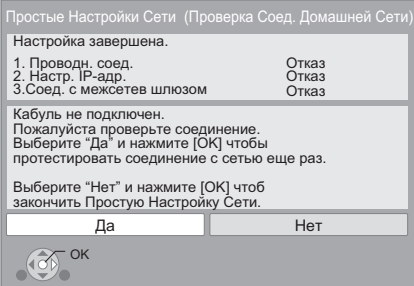 Простые Настройки Сети (Проверка Соед. Домашней Сети)
Настройка завершена.
1. Проводн. соед. Отказ
2. Настр. IP-адр. Отказ
3.Соед. с межсетев шлюзом Отказ
Кабуль не подключен.
Пожалуйста проверьте соединение.
Выберите “Да” и нажмите [OK] чтобы
протестировать соединение с сетью еще раз.
Выберите “Нет” и нажмите [OK] чтоб
закончить Простую Настройку Сети.
Да Нет
OK